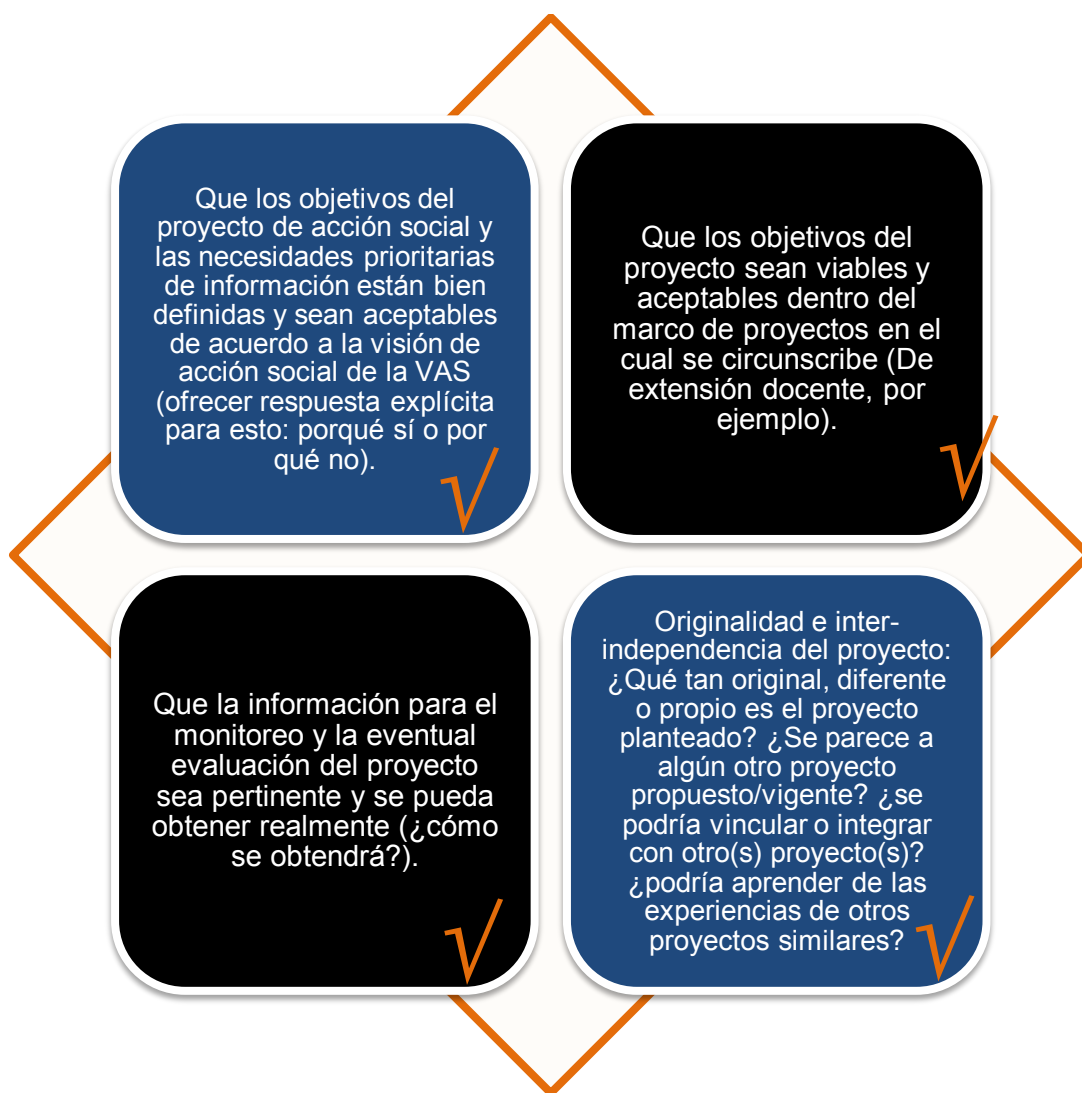 Que los objetivos del
proyecto de acción social y
las necesidades prioritarias
de información están bien
definidas y sean aceptables
de acuerdo a la visión de
acción social de la VAS
(ofrecer respuesta explícita
para esto: porqué sí o por
qué no).
√
Que los objetivos del
proyecto sean viables y
aceptables dentro del
marco de proyectos en el
cual se circunscribe (De
extensión docente, por
ejemplo).
√
Que la información para el
monitoreo y la eventual
evaluación del proyecto
sea pertinente y se pueda
obtener realmente (¿cómo
se obtendrá?).
√
Originalidad e inter-
independencia del proyecto:
¿Qué tan original, diferente
o propio es el proyecto
planteado? ¿Se parece a
algún otro proyecto
propuesto/vigente? ¿se
podría vincular o integrar
con otro(s) proyecto(s)?
¿podría aprender de las
experiencias de otros
proyectos similares?
√